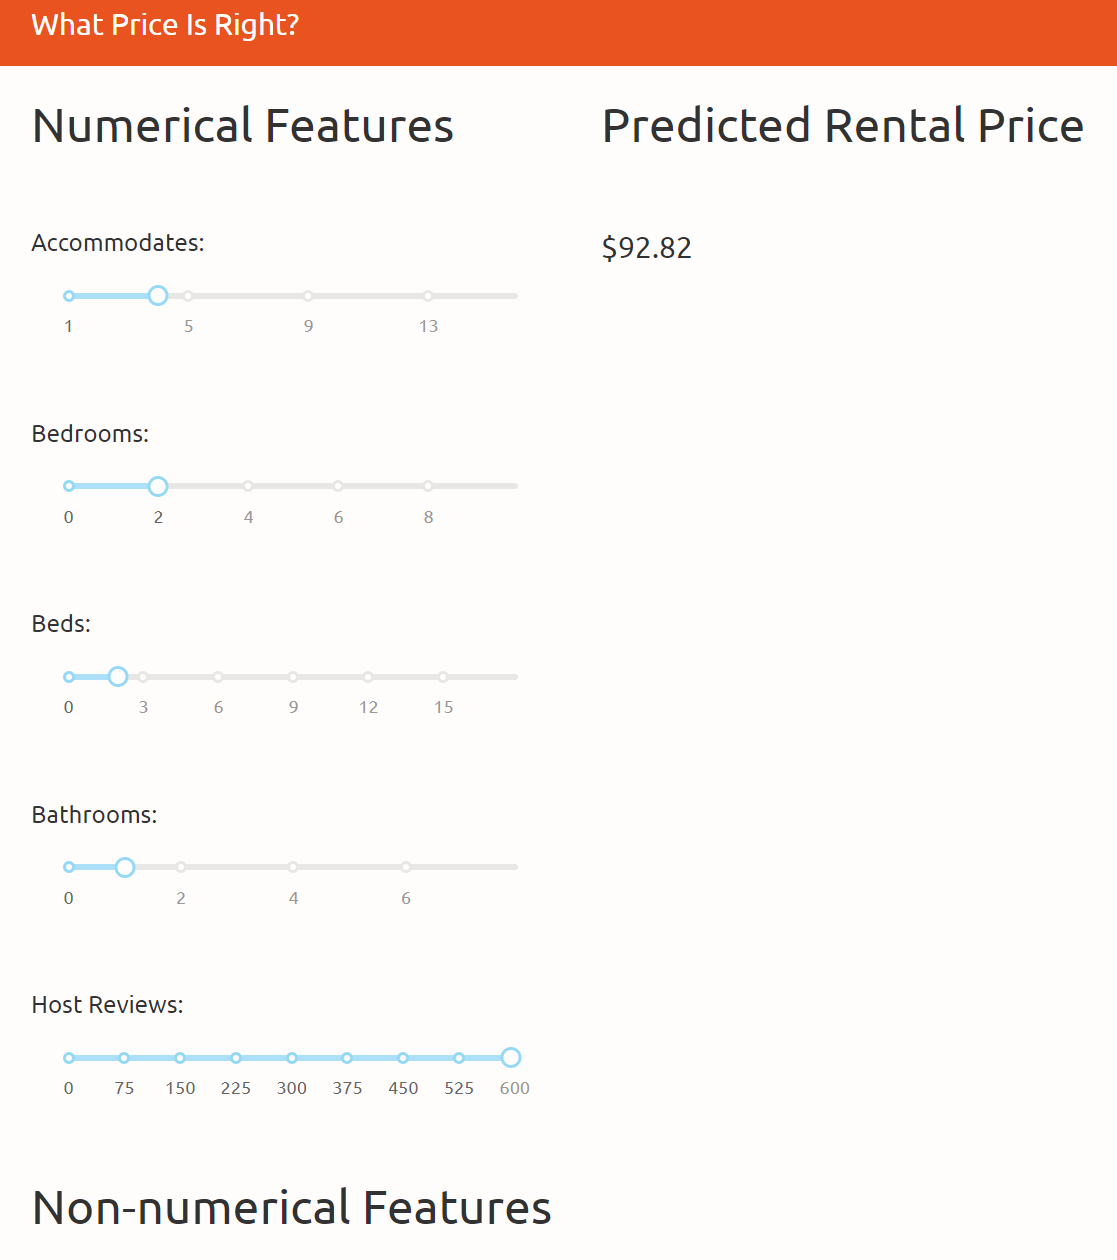 What Price Is Right?
Numerical Features
Predicted Rental Price
Accommodates:
$92.82
1 5 9 13
Bedrooms:
0 2 4 6 8
Beds:
0 3 6 9 12 15
Bathrooms:
0 2 4 6
Host Reviews:
0 75 150 225 300 375 450 525 600
Non-numerical Features